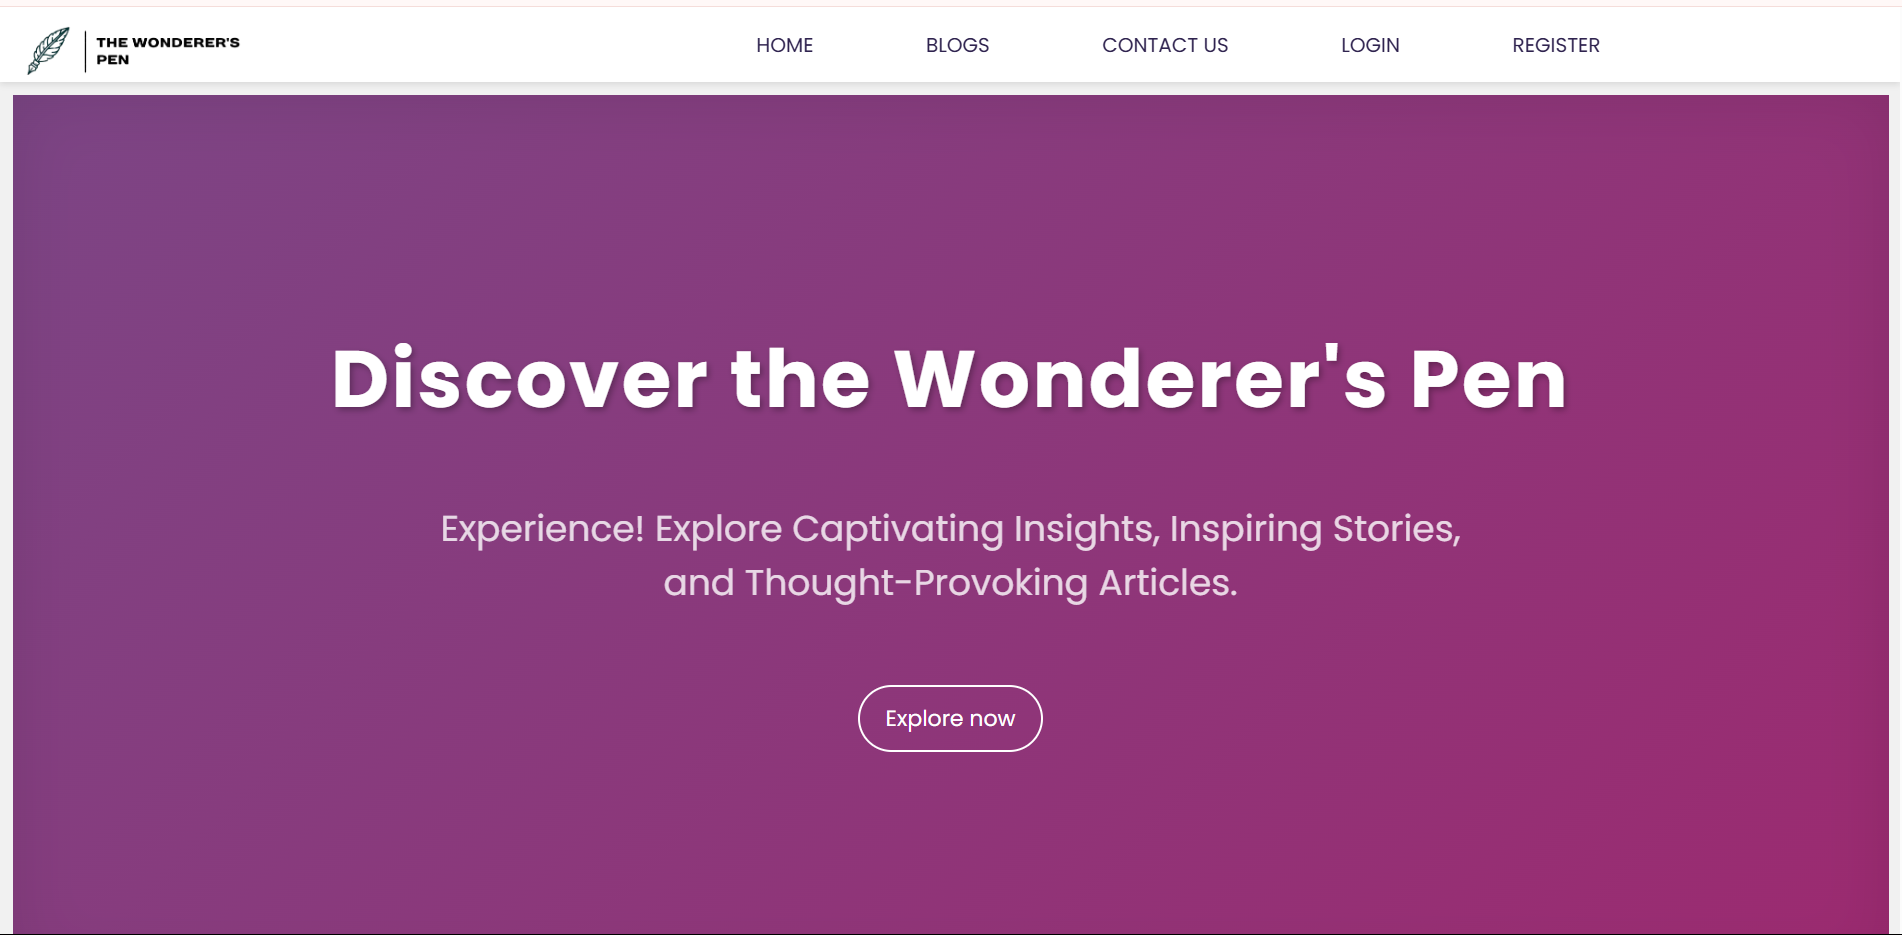 THE WONDERER'S
PEN
HOME
BLOGS
CONTACT US
LOGIN
REGISTER
Discover the Wonderer's Pen
Experience! Explore Captivating Insights, Inspiring Stories,
and Thought-Provoking Articles.
Explore now